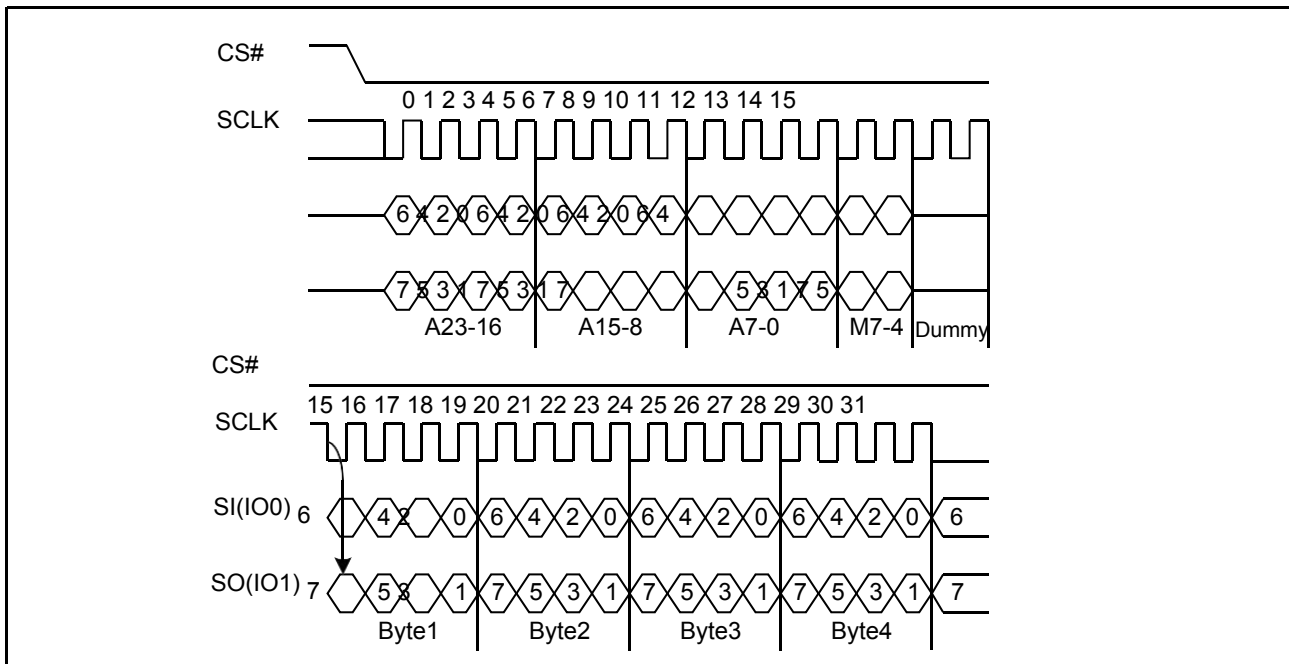 CS#
0 1 2 3 4 5 6 7 8 9 10 11 12 13 14 15
SCLK
6 4 2 0 6 4 2 0 6 4 2 0 6 4
7 5 3 1 7 5 3 1 7 5 3 1 7 5
A23-16 A15-8 A7-0 M7-4 Dummy
CS#
15 16 17 18 19 20 21 22 23 24 25 26 27 28 29 30 31
SCLK
SI(IO0) 6 4 2 0 6 4 2 0 6 4 2 0 6 4 2 0 6
SO(IO1) 7 5 3 1 7 5 3 1 7 5 3 1 7 5 3 1 7
Byte1 Byte2 Byte3 Byte4